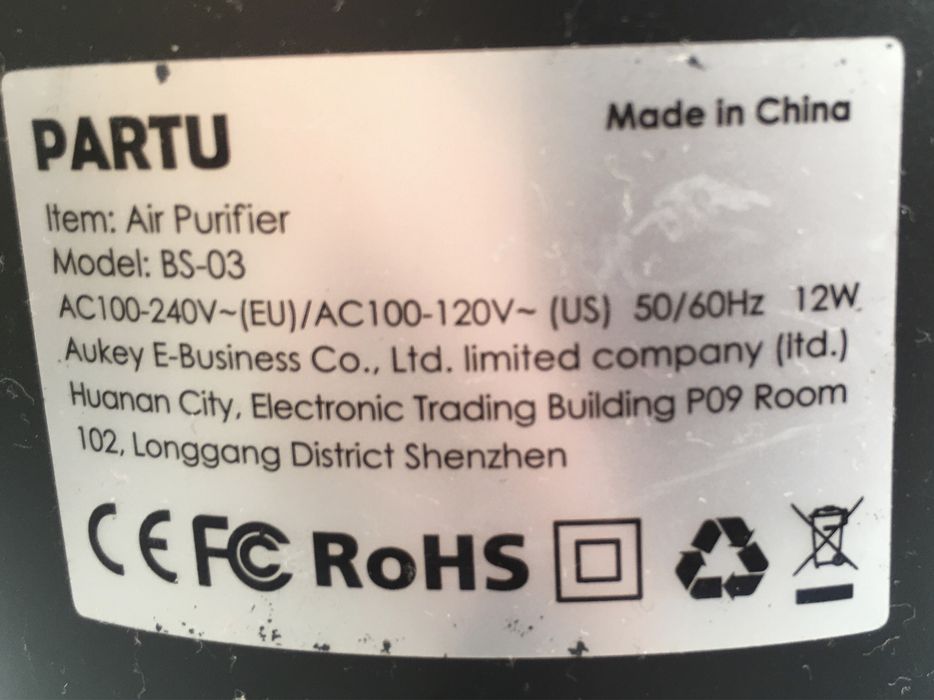 PARTU
Made in China
Item: Air Purifier
Model: BS-03
AC100-240V~(EU)/AC100-120V~ (US) 50/60Hz 12W
Aukey E-Business Co., Ltd. limited company (ltd.)
Huanan City, Electronic Trading Building P09 Room
102, Longgang District Shenzhen
CE FC RoHS